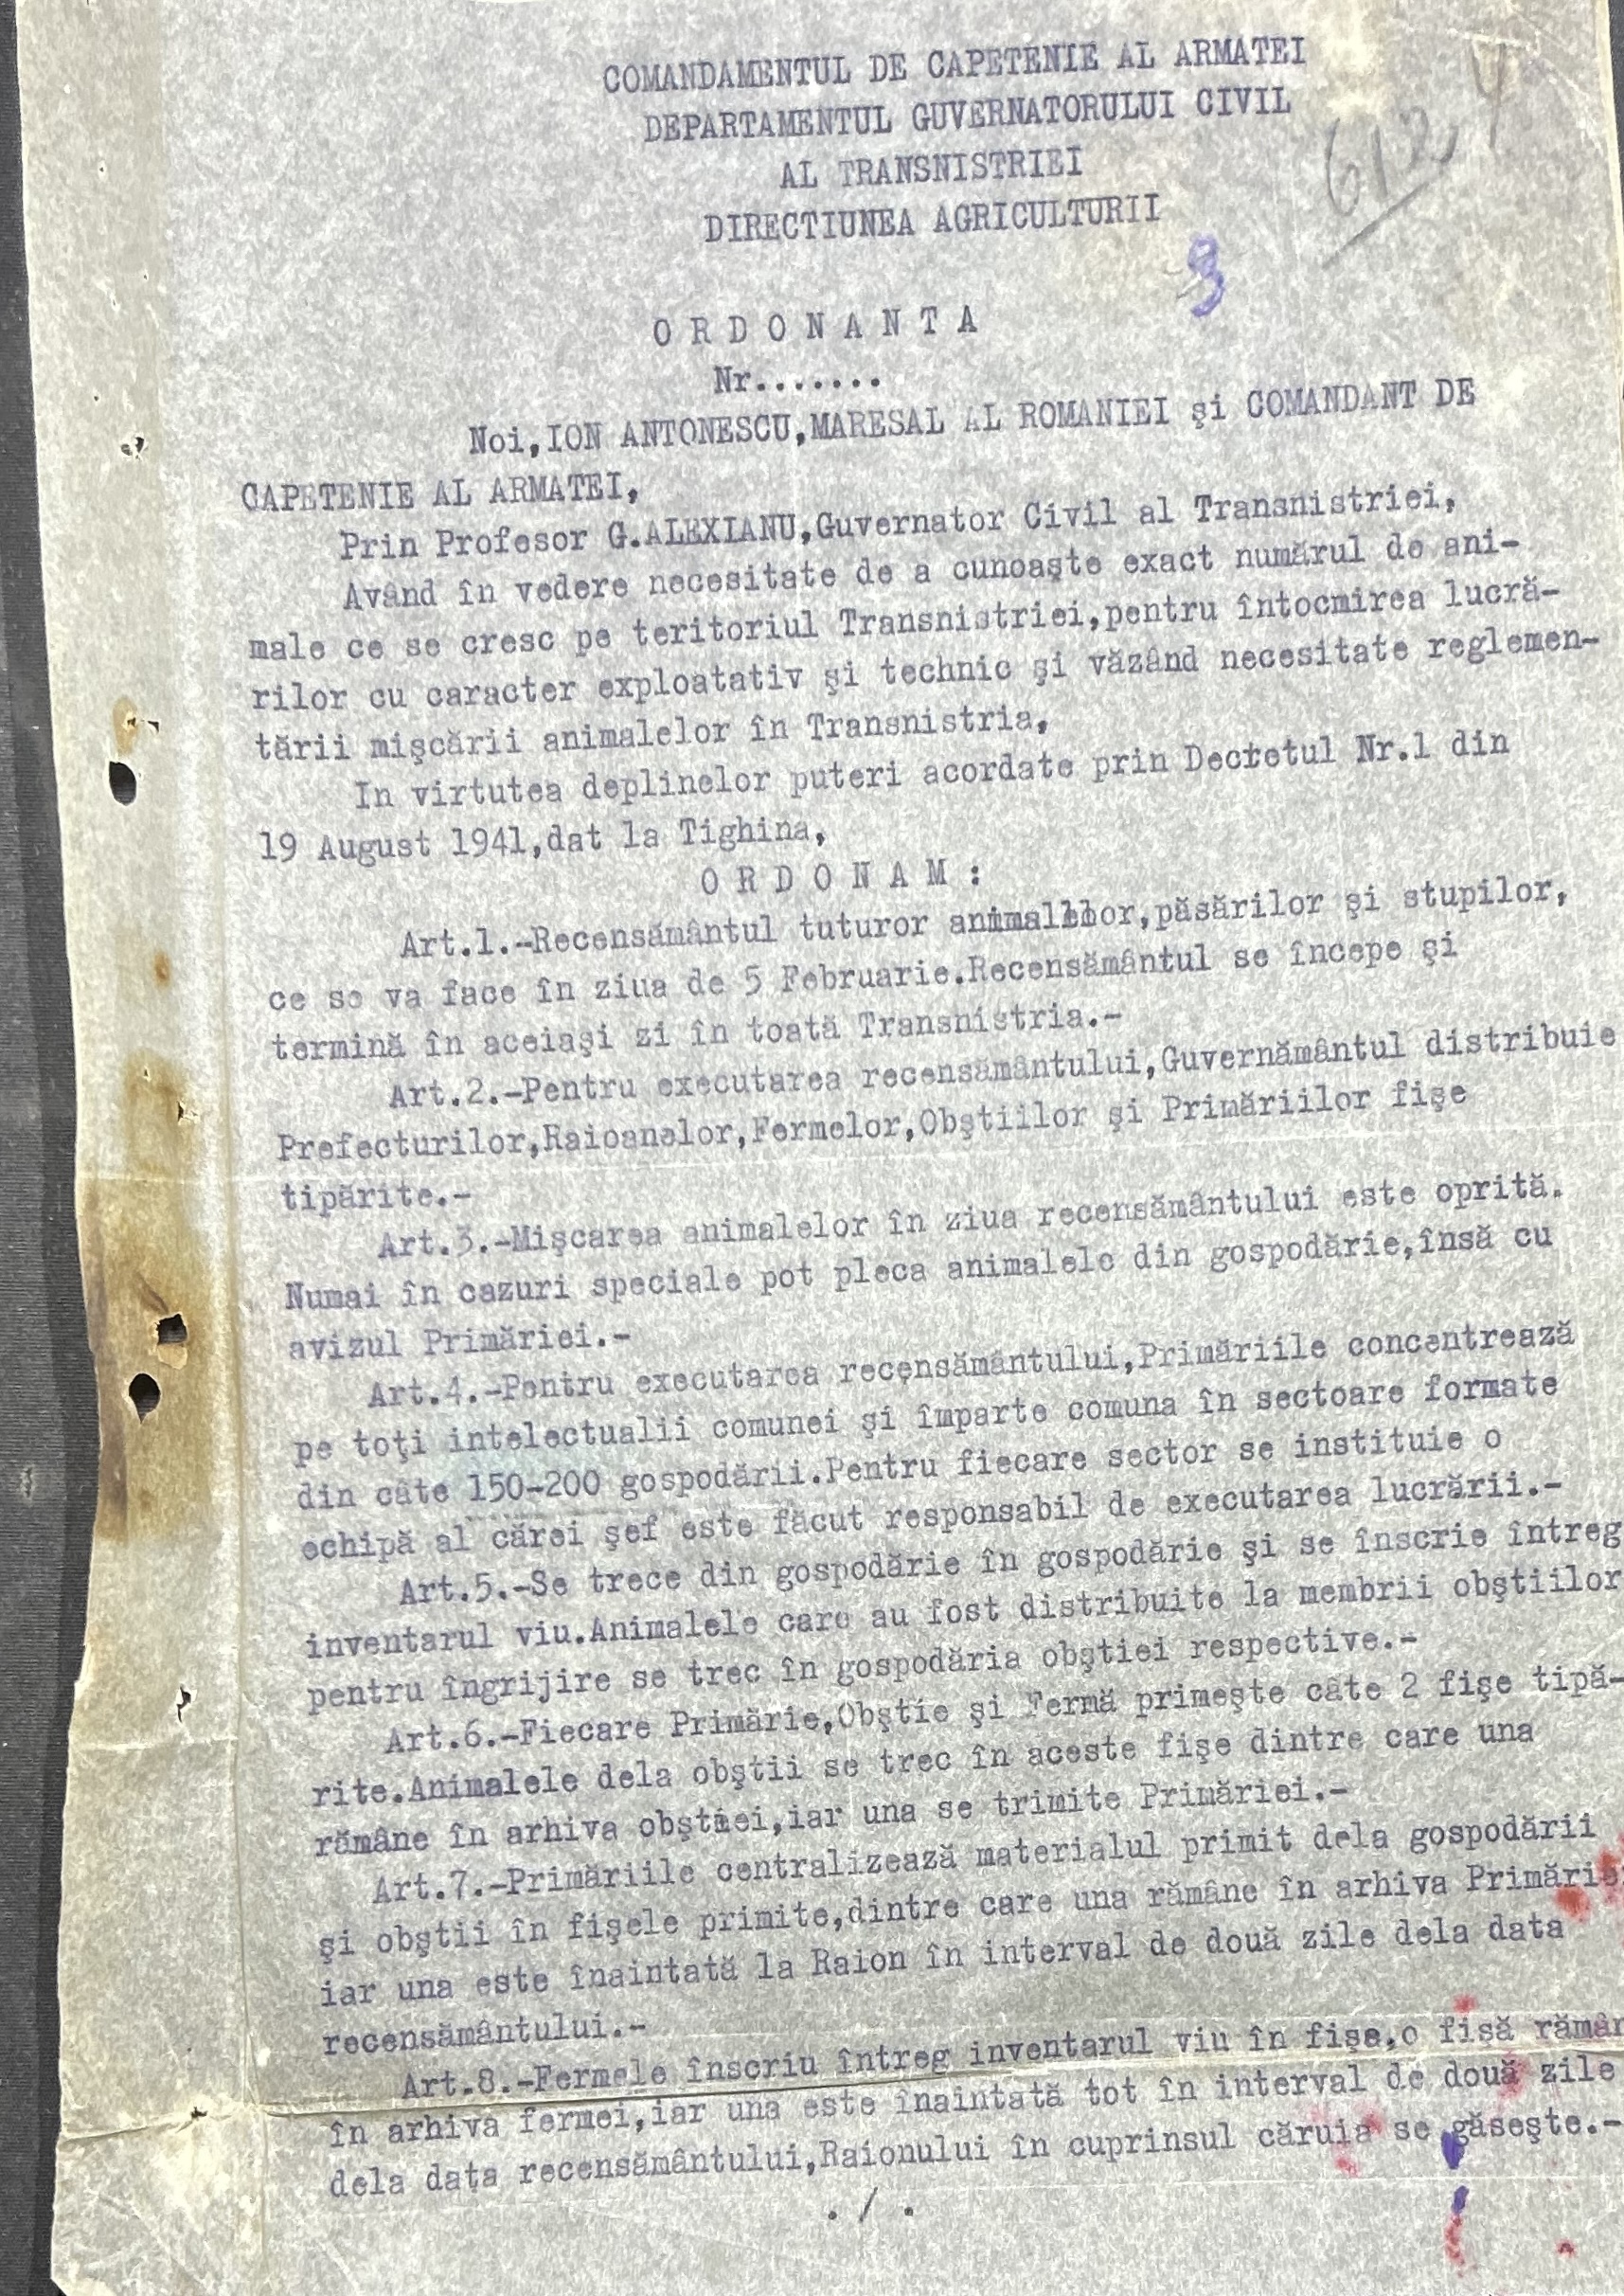 COMANDAMENTUL DE CAPETENIE AL ARMATEI
DEPARTAMENTUL GUVERNATORULUI CIVIL
AL TRANSNISTRIEI
DIRECTIUNEA AGRICULTURII
612
9
O R D O N A N T A
Nr.......
Noi,ION ANTONESCU,MARESAL AL ROMANIEI şi COMANDANT DE
CAPETENIE AL ARMATEI,
Prin Profesor G.ALEXIANU,Guvernator Civil al Transnistriei,
Având în vedere necesitate de a cunoaşte exact numărul de ani-
male ce se cresc pe teritoriul Transnistriei,pentru întocmirea lucră-
rilor cu caracter exploatativ şi technic şi văzând necesitate reglemen-
tării mişcării animalelor în Transnistria,
In virtutea deplinelor puteri acordate prin Decretul Nr.1 din
19 August 1941,dat la Tighina,
O R D O N A M :
Art.1.-Recensământul tuturor animalelor,păsărilor şi stupilor,
ce se va face în ziua de 5 Februarie.Recensământul se începe şi
termină în aceiaşi zi în toată Transnistria.-
Art.2.-Pentru executarea recensământului,Guvernământul distribuie
Prefecturilor,Raioanelor,Fermelor,Obştiilor şi Primăriilor fişe
tipărite.-
Art.3.-Mişcarea animalelor în ziua recensământului este oprită.
Numai în cazuri speciale pot pleca animalele din gospodărie,însă cu
avizul Primăriei.-
Art.4.-Pentru executarea recensământului,Primăriile concentrează
pe toţi intelectualii comunei şi împarte comuna în sectoare formate
din câte 150-200 gospodării.Pentru fiecare sector se instituie o
echipă al cărei şef este făcut responsabil de executarea lucrării.-
Art.5.-Se trece din gospodărie în gospodărie şi se înscrie întreg
inventarul viu.Animalele care au fost distribuite la membrii obştiilor
pentru îngrijire se trec în gospodăria obştiei respective.-
Art.6.-Fiecare Primărie,Obştie şi Fermă primeşte câte 2 fişe tipă-
rite.Animalele dela obştii se trec în aceste fişe dintre care una
rămâne în arhiva obştiei,iar una se trimite Primăriei.-
Art.7.-Primăriile centralizează materialul primit dela gospodării
şi obştii în fişele primite,dintre care una rămâne în arhiva Primărie
iar una este înaintată la Raion în interval de două zile dela data
recensământului.-
Art.8.-Fermele înscriu întreg inventarul viu în fişe,o fişă rămân
în arhiva fermei,iar una este înaintată tot în interval de două zile
dela data recensământului,Raionului în cuprinsul căruia se găseşte.-
./.